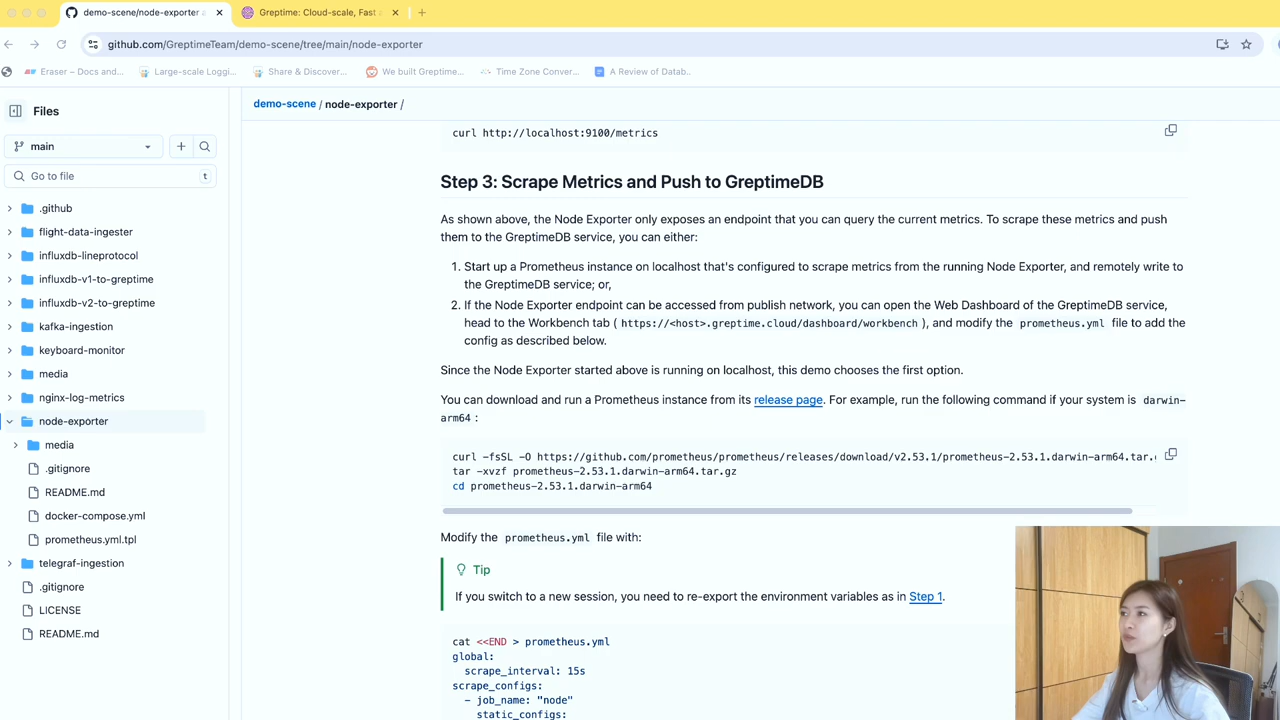 demo-scene/node-exporter a
Greptime: Cloud-scale, Fast a
github.com/GreptimeTeam/demo-scene/tree/main/node-exporter
Eraser – Docs and...
Large-scale Loggi...
Share & Discover...
We built Greptime...
Time Zone Conver...
A Review of Datab..
Files
main
Go to file
t
.github
flight-data-ingester
influxdb-lineprotocol
influxdb-v1-to-greptime
influxdb-v2-to-greptime
kafka-ingestion
keyboard-monitor
media
nginx-log-metrics
node-exporter
media
.gitignore
README.md
docker-compose.yml
prometheus.yml.tpl
telegraf-ingestion
.gitignore
LICENSE
README.md
demo-scene / node-exporter /
curl http://localhost:9100/metrics
Step 3: Scrape Metrics and Push to GreptimeDB
As shown above, the Node Exporter only exposes an endpoint that you can query the current metrics. To scrape these metrics and push
them to the GreptimeDB service, you can either:
1. Start up a Prometheus instance on localhost that's configured to scrape metrics from the running Node Exporter, and remotely write to
the GreptimeDB service; or,
2. If the Node Exporter endpoint can be accessed from publish network, you can open the Web Dashboard of the GreptimeDB service,
head to the Workbench tab ( https://<host>.greptime.cloud/dashboard/workbench ), and modify the prometheus.yml file to add the
config as described below.
Since the Node Exporter started above is running on localhost, this demo chooses the first option.
You can download and run a Prometheus instance from its release page. For example, run the following command if your system is darwin-
arm64 :
curl -fsSL -O https://github.com/prometheus/prometheus/releases/download/v2.53.1/prometheus-2.53.1.darwin-arm64.tar.
tar -xvzf prometheus-2.53.1.darwin-arm64.tar.gz
cd prometheus-2.53.1.darwin-arm64
Modify the prometheus.yml file with:
Tip
If you switch to a new session, you need to re-export the environment variables as in Step 1.
cat <<END > prometheus.yml
global:
scrape_interval: 15s
scrape_configs:
- job_name: "node"
static_configs: